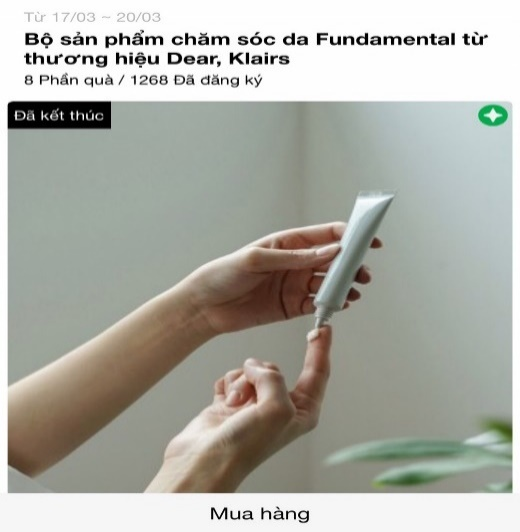 Từ 17/03 ~ 20/03
Bộ sản phẩm chăm sóc da Fundamental từ
thương hiệu Dear, Klairs
8 Phần quà / 1268 Đã đăng ký
Đã kết thúc
Mua hàng